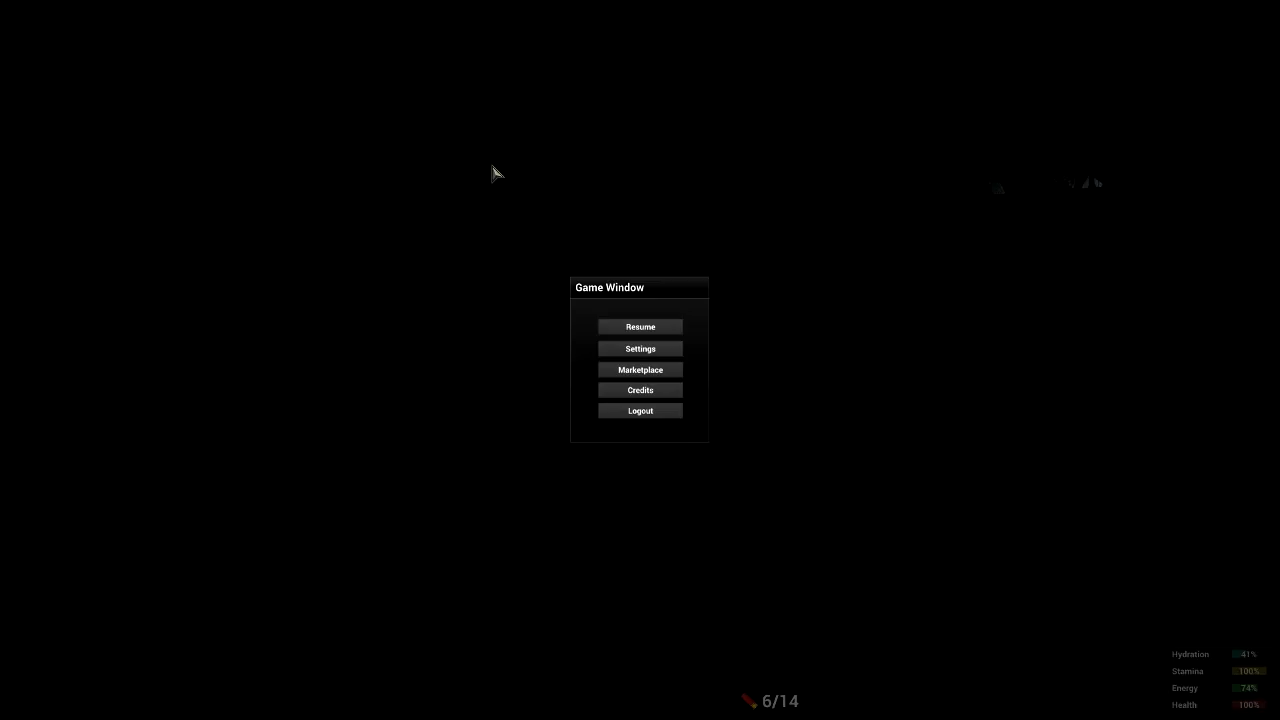 Game Window
Resume
Settings
Marketplace
Credits
Logout
Hydration 41%
Stamina 100%
Energy 74%
6/14
Health 100%